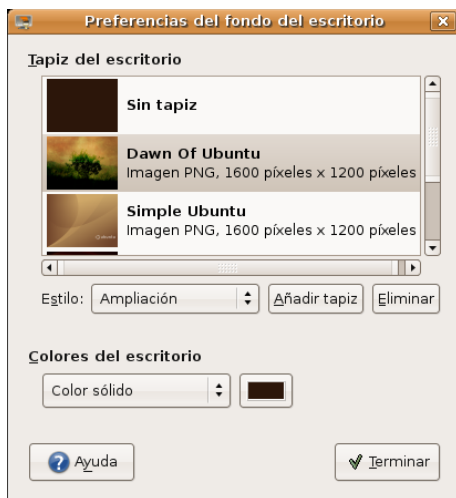 Preferencias del fondo del escritorio
Tapiz del escritorio
Sin tapiz
Dawn Of Ubuntu
Imagen PNG, 1600 píxeles x 1200 píxeles
Simple Ubuntu
Imagen PNG, 1600 píxeles x 1200 píxeles
Estilo: Ampliación Añadir tapiz Eliminar
Colores del escritorio
Color sólido
Ayuda Terminar